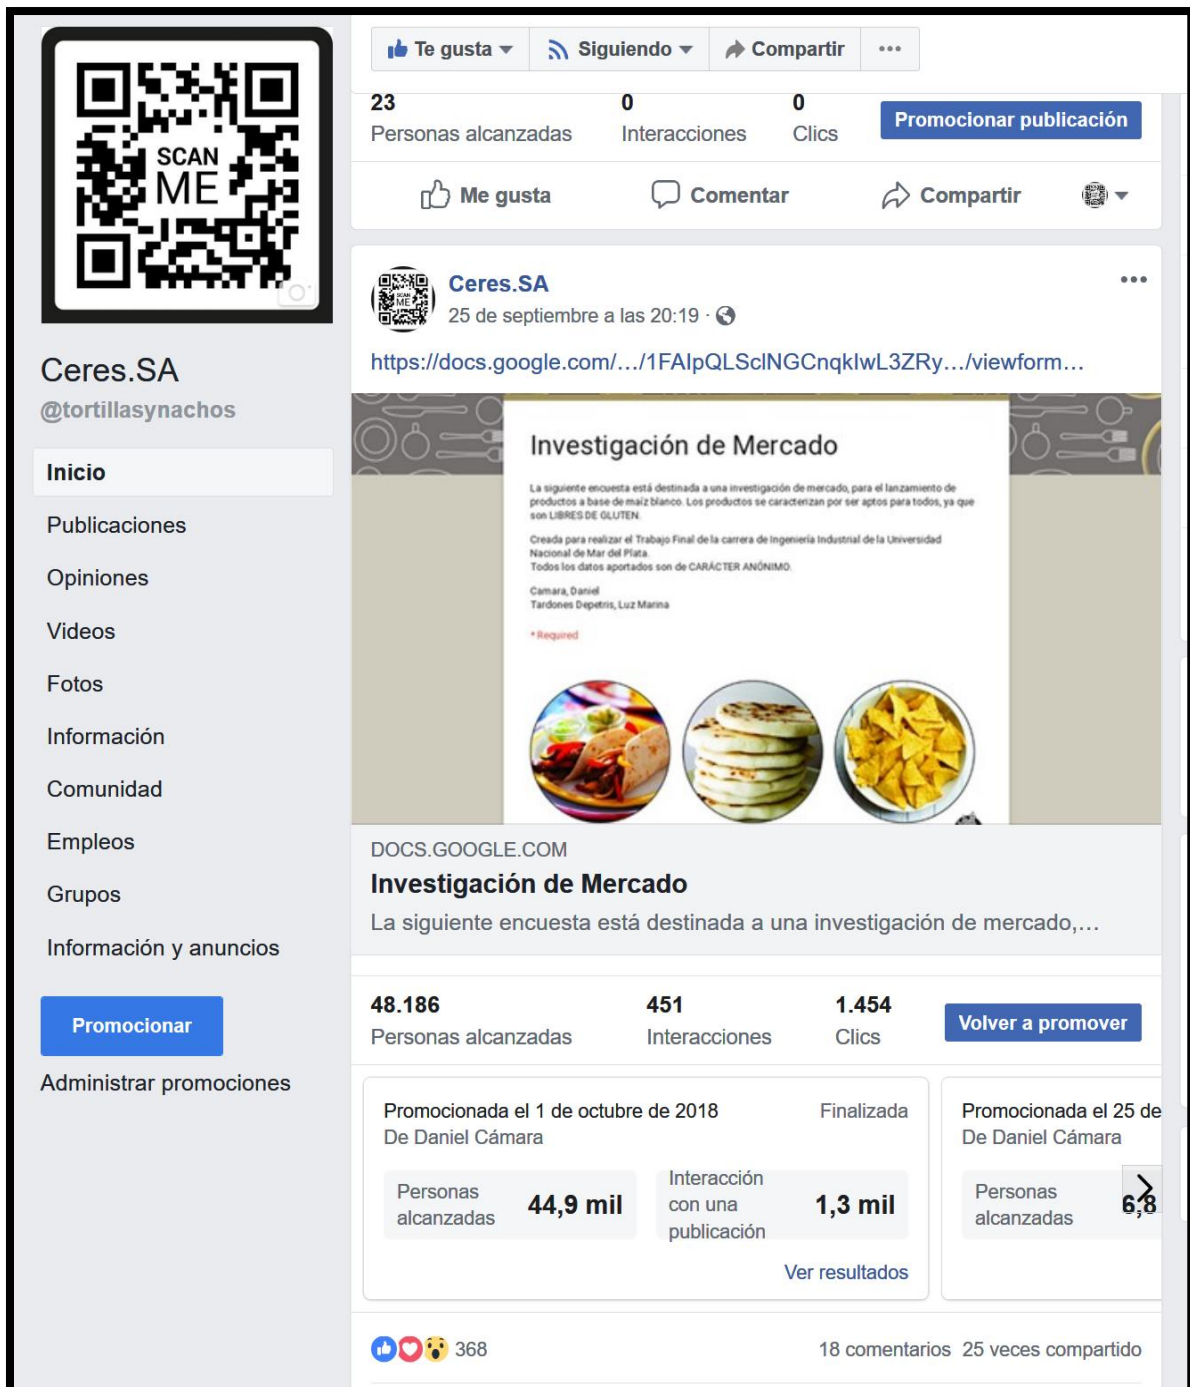 SCAN
ME
Ceres.SA
@tortillasynachos
Inicio
Publicaciones
Opiniones
Videos
Fotos
Información
Comunidad
Empleos
Grupos
Información y anuncios
Promocionar
Administrar promociones
Te gusta Siguiendo Compartir
23 0 0
Personas alcanzadas Interacciones Clics Promocionar publicación
Me gusta Comentar Compartir
Ceres.SA
25 de septiembre a las 20:19 ·
https://docs.google.com/…/1FAIpQLSclNGCnqkIwL3ZRy…/viewform…
Investigación de Mercado
La siguiente encuesta está destinada a una investigación de mercado, para el lanzamiento de
productos a base de maíz blanco. Los productos se caracterizan por ser aptos para todos, ya que
son LIBRES DE GLUTEN.
Creada para realizar el Trabajo Final de la carrera de Ingeniería Industrial de la Universidad
Nacional de Mar del Plata.
Todos los datos aportados son de CARÁCTER ANÓNIMO.
Camara, Daniel
Tardones Depetris, Luz Marina
* Required
DOCS.GOOGLE.COM
Investigación de Mercado
La siguiente encuesta está destinada a una investigación de mercado,…
48.186 451 1.454
Personas alcanzadas Interacciones Clics Volver a promover
Promocionada el 1 de octubre de 2018 Finalizada
De Daniel Cámara
Personas alcanzadas 44,9 mil
Interacción con una publicación 1,3 mil
Ver resultados
Promocionada el 25 de
De Daniel Cámara
Personas alcanzadas 6,8
368 18 comentarios 25 veces compartido